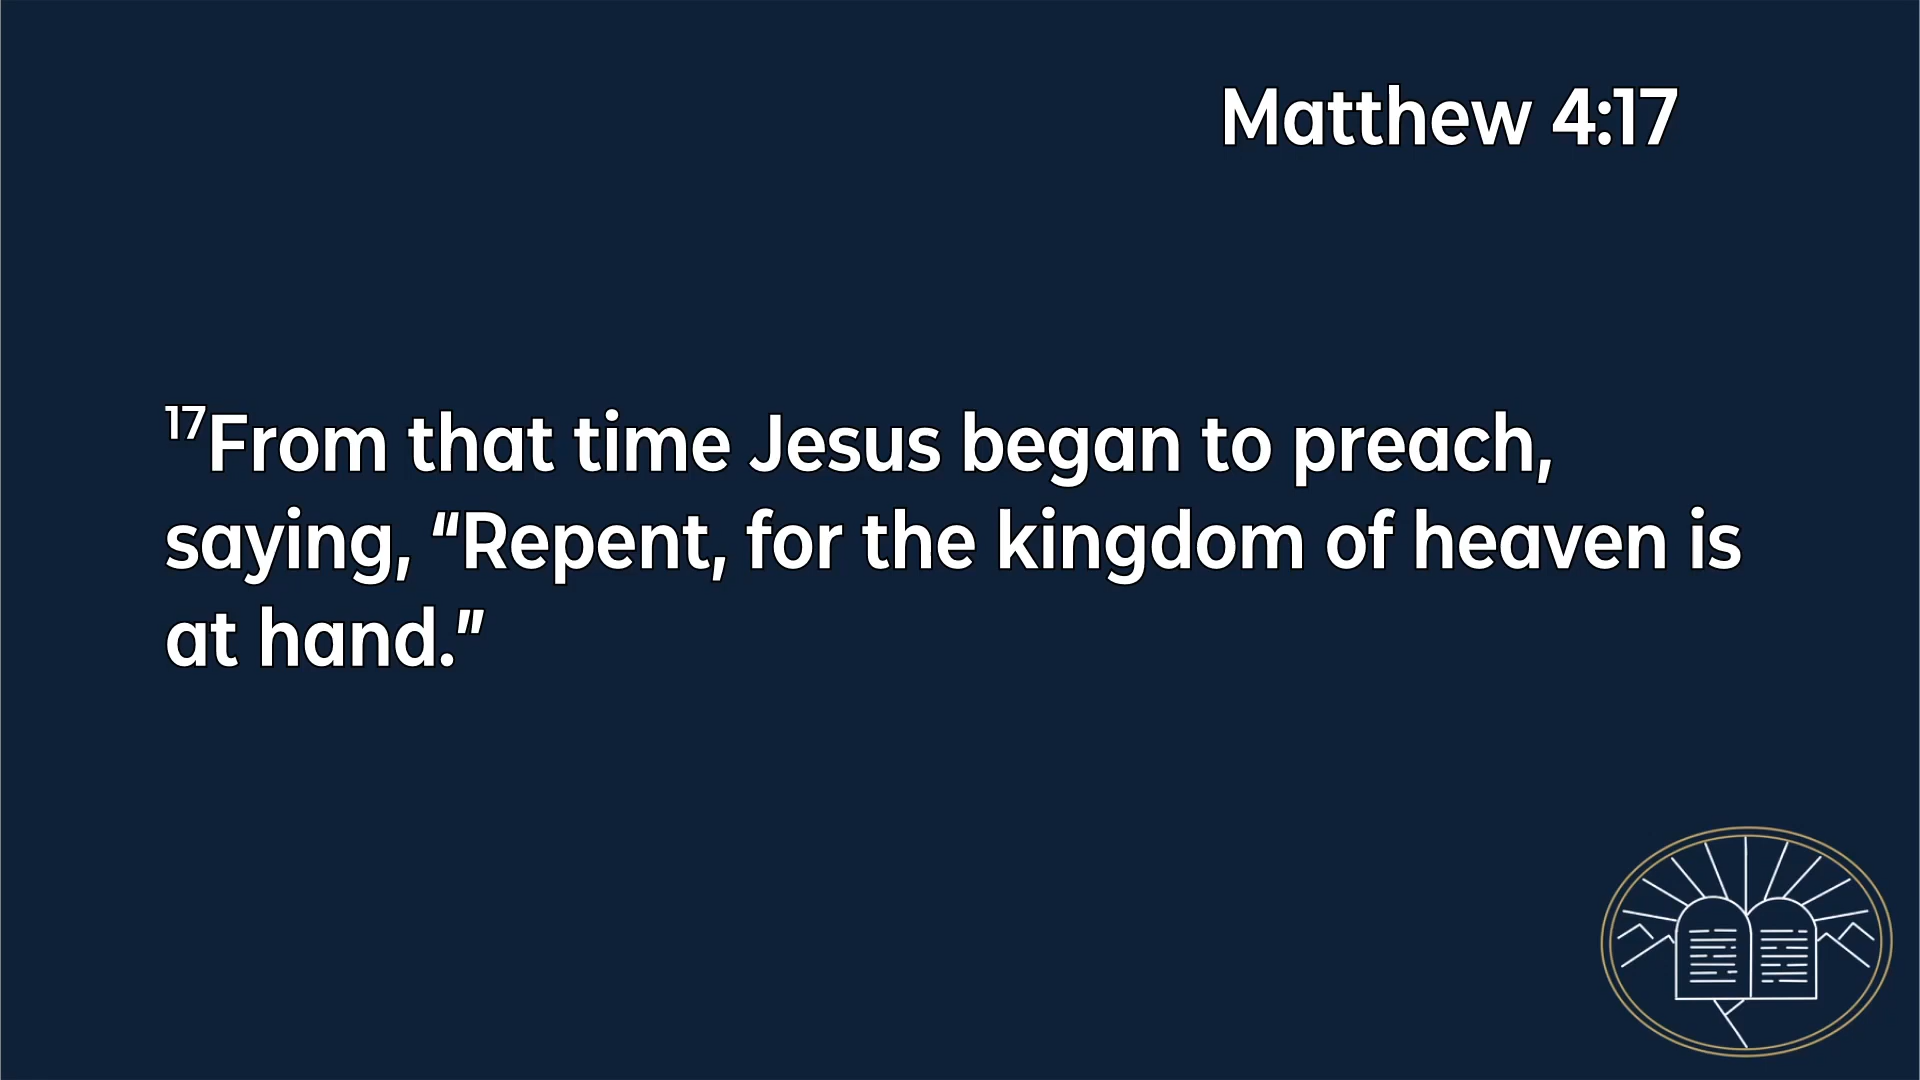 Matthew 4:17
17From that time Jesus began to preach,
saying, “Repent, for the kingdom of heaven is
at hand.”